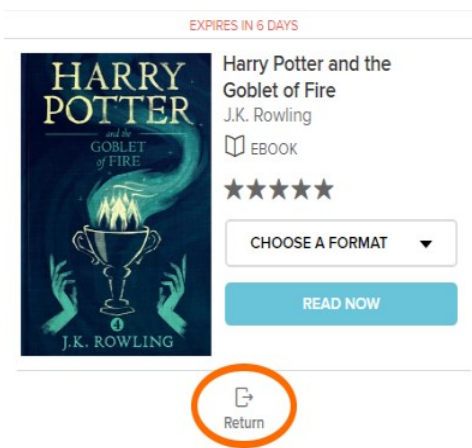 EXPIRES IN 6 DAYS
HARRY
POTTER
and the
GOBLET
of FIRE
4
J.K. ROWLING
Harry Potter and the
Goblet of Fire
J.K. Rowling
EBOOK
CHOOSE A FORMAT
READ NOW
Return